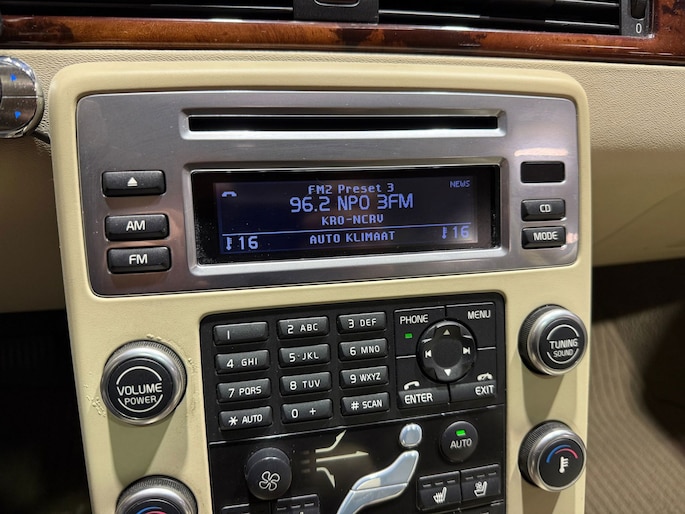 0
FM2 Preset 3
NEWS
96.2 NPO 3FM
KRO-NCRV
16 AUTO KLIMAAT 16
AM
FM
CD
MODE
1
2 ABC
3 DEF
4 GHI
5 JKL
6 MNO
7 PQRS
8 TUV
9 WXYZ
* AUTO
0 +
# SCAN
PHONE
MENU
ENTER
EXIT
VOLUME
POWER
TUNING
SOUND
AUTO